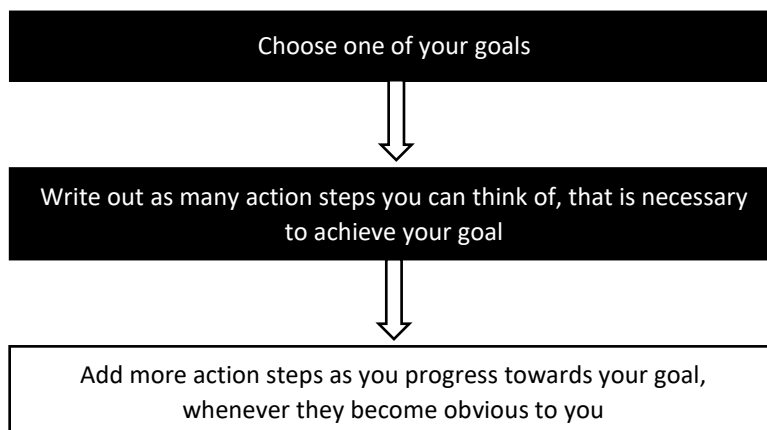 Choose one of your goals
Write out as many action steps you can think of, that is necessary
to achieve your goal
Add more action steps as you progress towards your goal,
whenever they become obvious to you